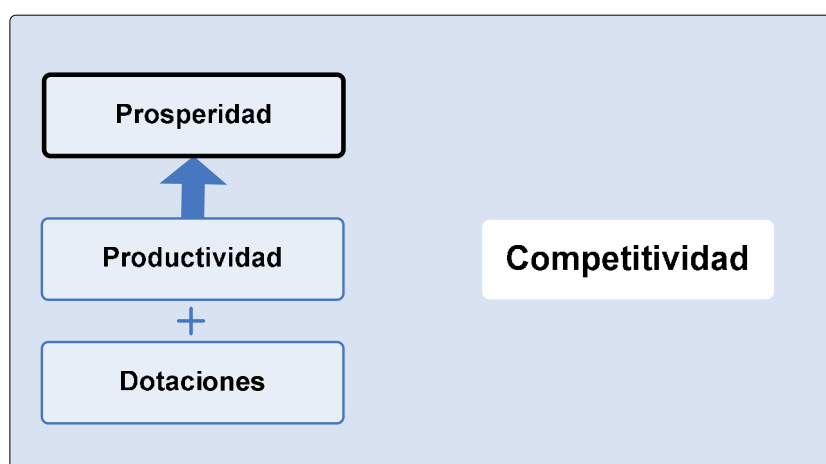 Prosperidad
Productividad
+
Dotaciones
Competitividad